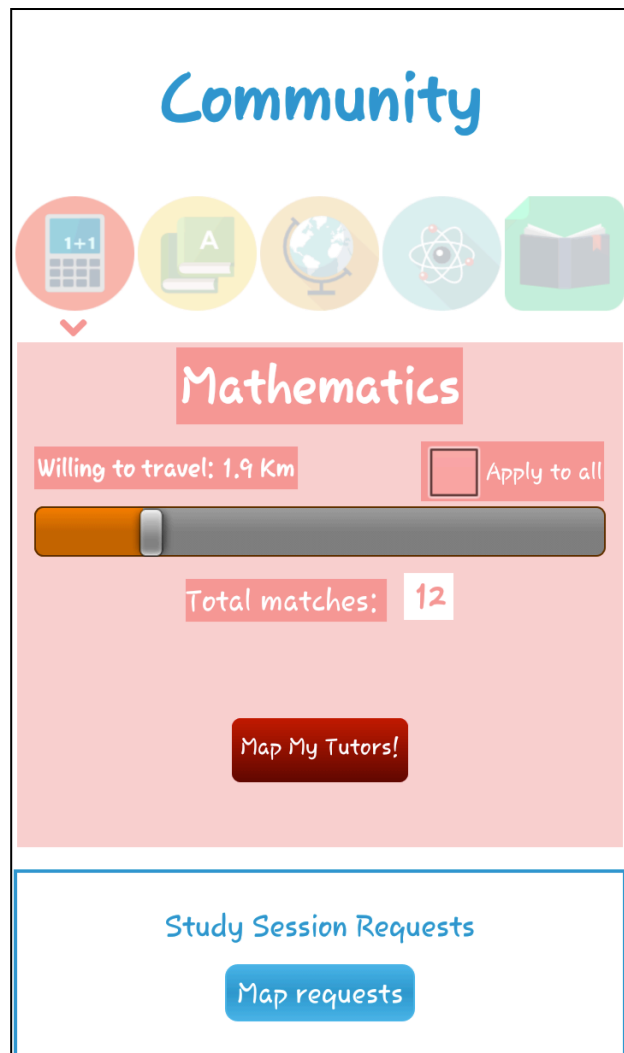 Community
1+1
A
Mathematics
Willing to travel: 1.9 Km
Apply to all
Total matches: 12
Map My Tutors!
Study Session Requests
Map requests